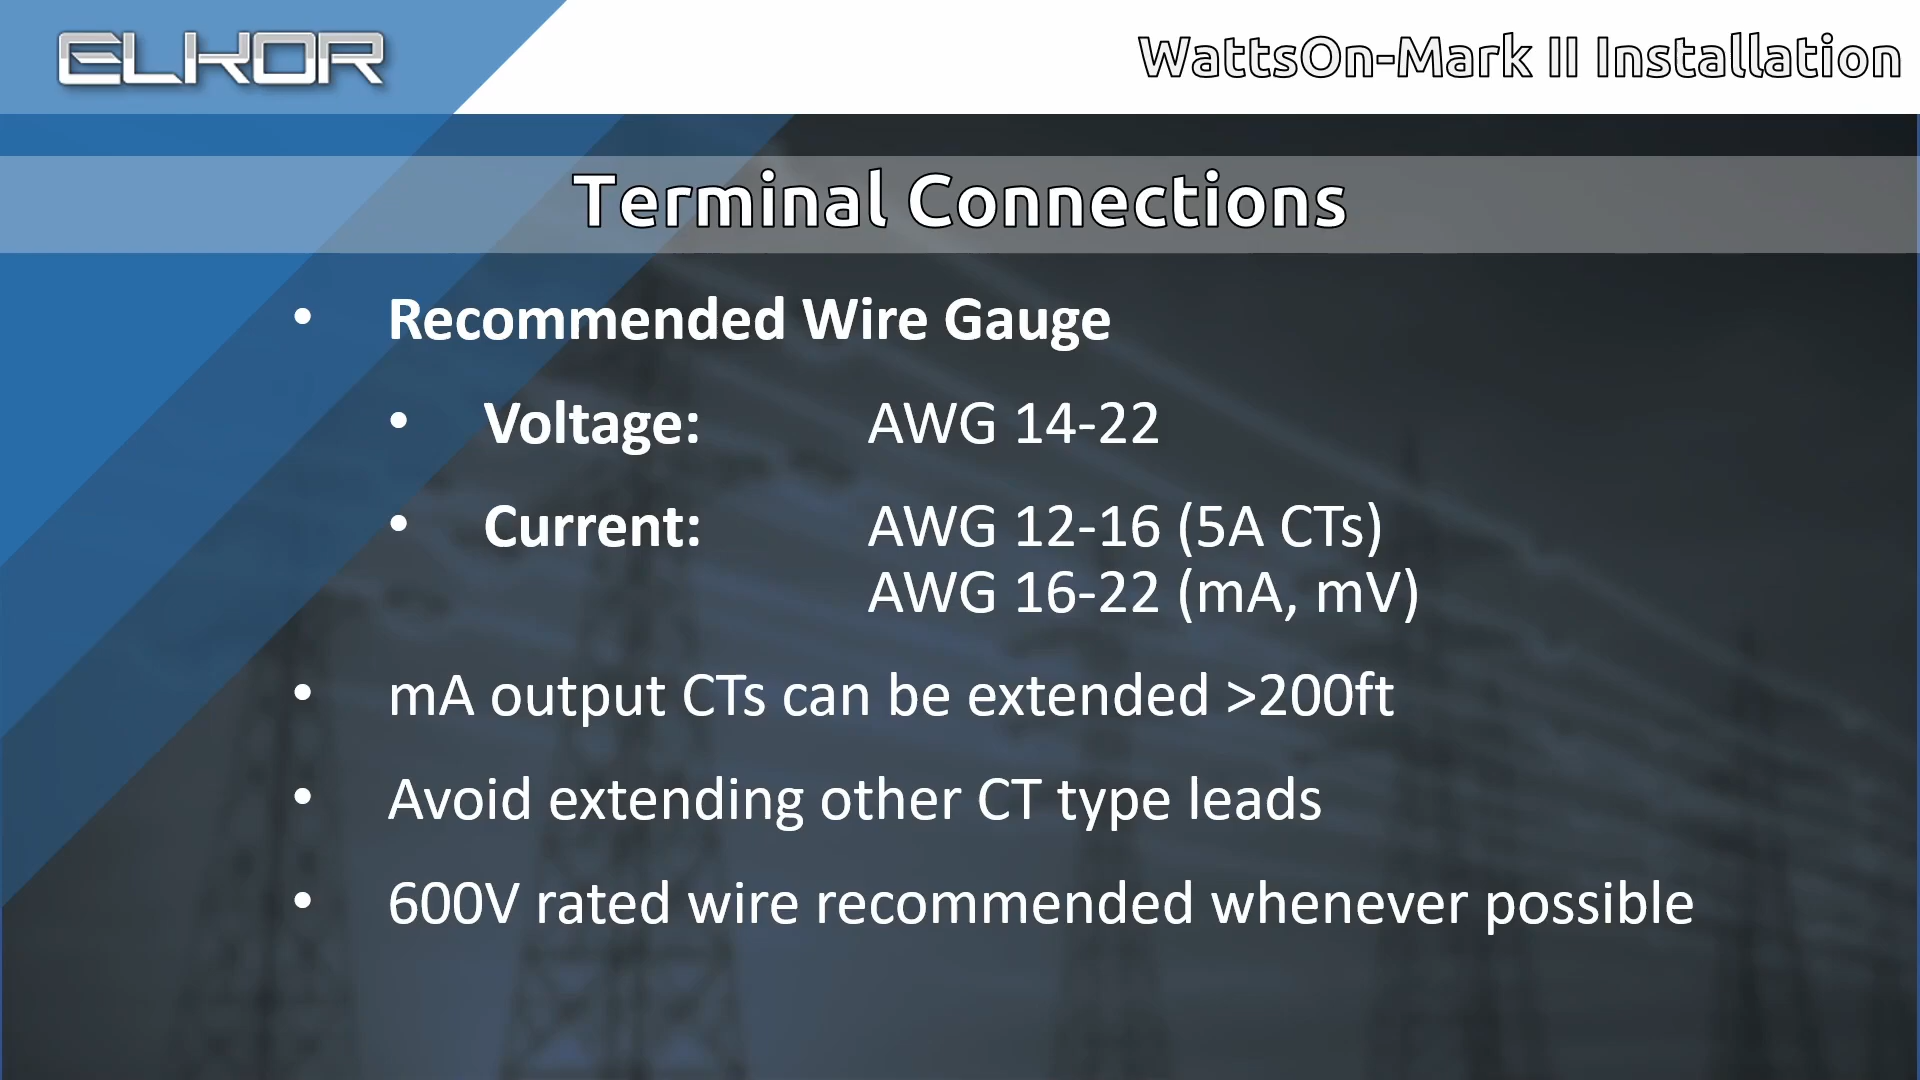 ELKOR
WattsOn-Mark II Installation
Terminal Connections
• Recommended Wire Gauge
• Voltage: AWG 14-22
• Current: AWG 12-16 (5A CTs)
AWG 16-22 (mA, mV)
• mA output CTs can be extended >200ft
• Avoid extending other CT type leads
• 600V rated wire recommended whenever possible